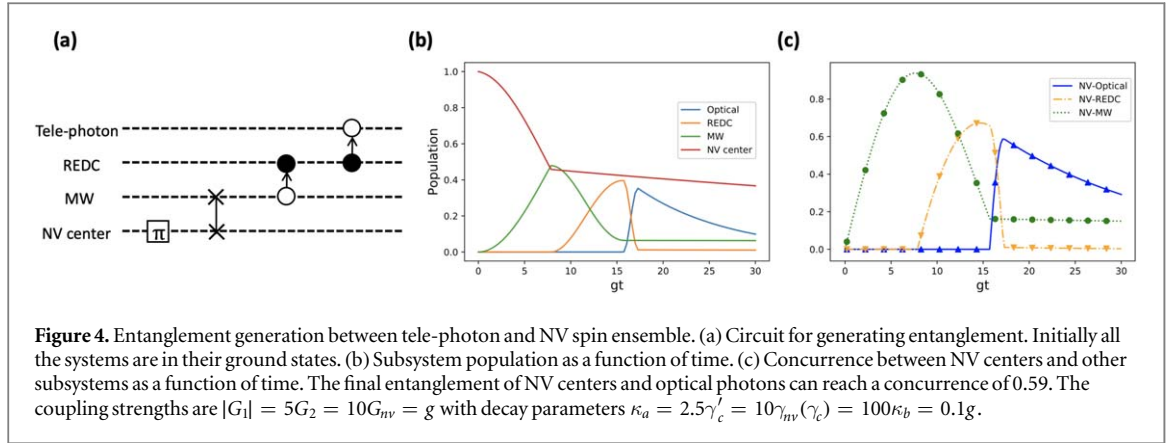 (a)
Tele-photon
REDC
MW
NV center
π
(b)
Population
1.0
0.8
0.6
0.4
0.2
0.0
0 5 10 15 20 25 30
gt
Optical
REDC
MW
NV center
(c)
0.8
0.6
0.4
0.2
0.0
0 5 10 15 20 25 30
gt
NV-Optical
NV-REDC
NV-MW
Figure 4. Entanglement generation between tele-photon and NV spin ensemble. (a) Circuit for generating entanglement. Initially all
the systems are in their ground states. (b) Subsystem population as a function of time. (c) Concurrence between NV centers and other
subsystems as a function of time. The final entanglement of NV centers and optical photons can reach a concurrence of 0.59. The
coupling strengths are |G₁| = 5G₂ = 10Gₙᵥ = g with decay parameters κₐ = 2.5γ′_c = 10γₙᵥ(γ_c) = 100κ_b = 0.1g.